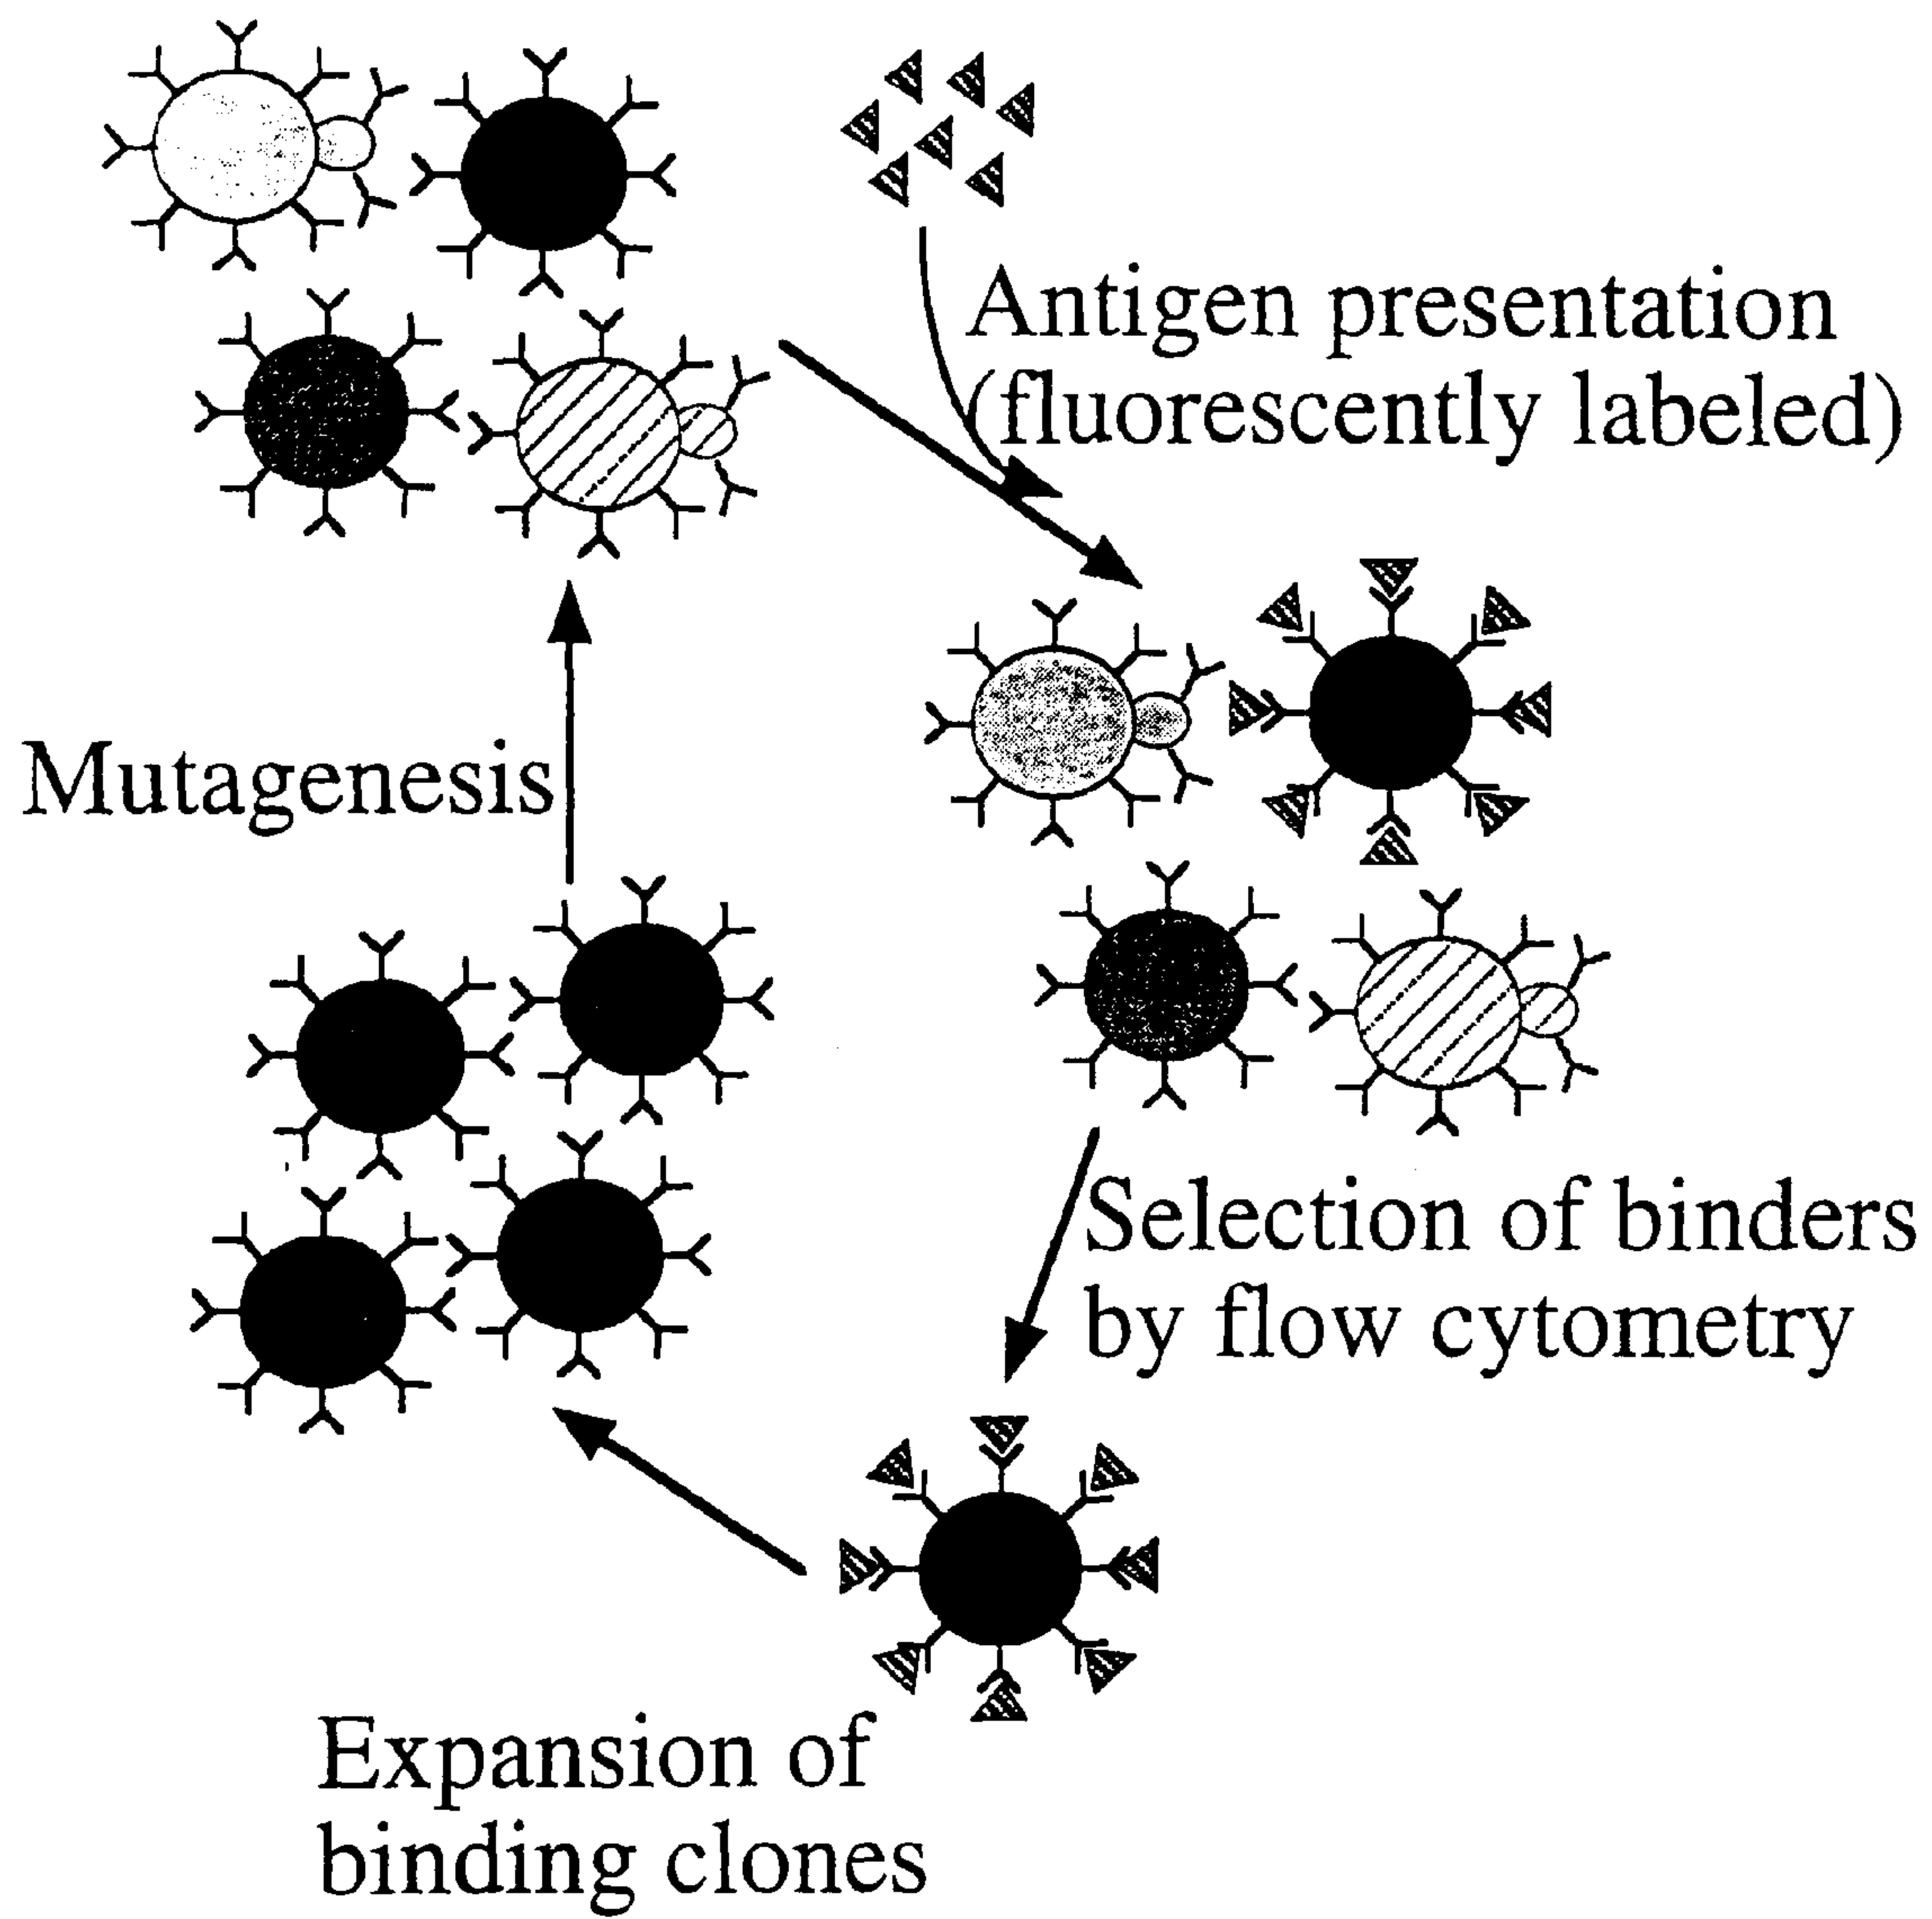 Antigen presentation
(fluorescently labeled)
Mutagenesis
Selection of binders
by flow cytometry
Expansion of
binding clones